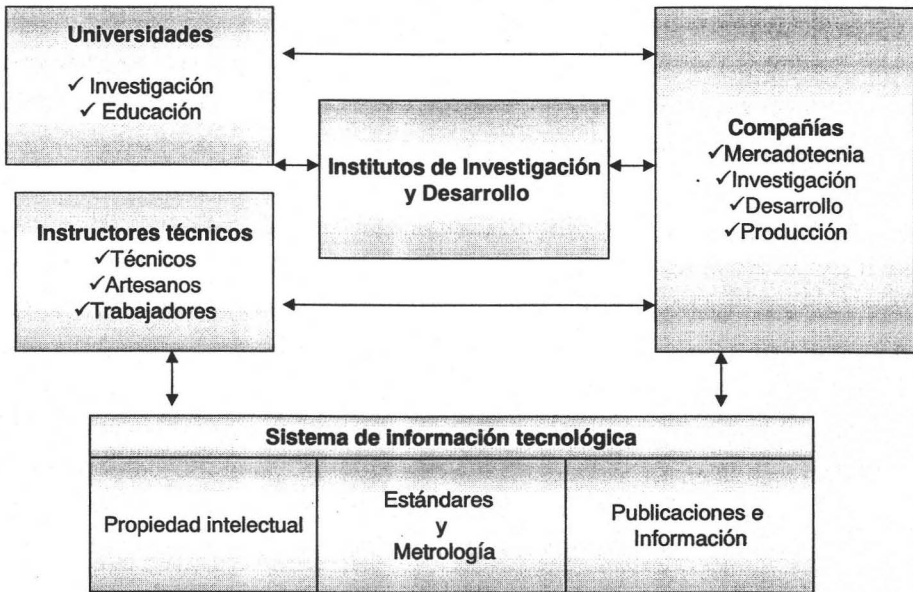 Universidades
✓ Investigación
✓ Educación
Institutos de Investigación
y Desarrollo
Compañías
✓Mercadotecnia
✓Investigación
✓Desarrollo
✓Producción
Instructores técnicos
✓Técnicos
✓Artesanos
✓Trabajadores
Sistema de información tecnológica
Propiedad intelectual
Estándares
y
Metrología
Publicaciones e
Información